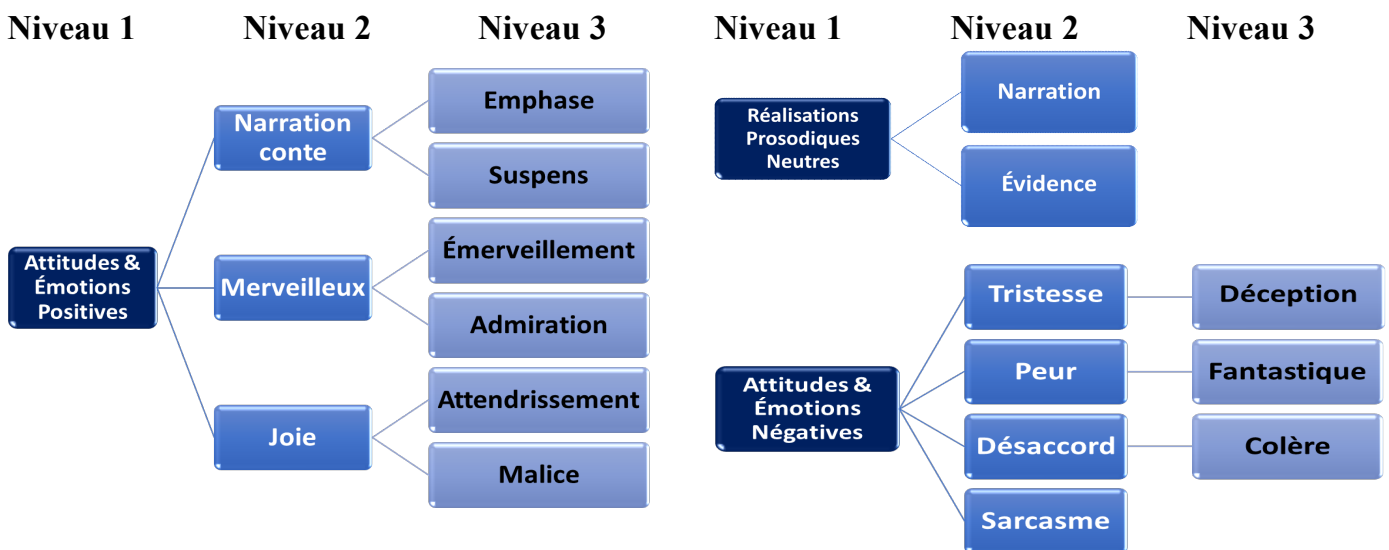 Niveau 1 Niveau 2 Niveau 3
Narration
conte
Emphase
Suspens
Attitudes &
Émotions
Positives
Merveilleux
Émerveillement
Admiration
Joie
Attendrissement
Malice
Niveau 1 Niveau 2 Niveau 3
Réalisations
Prosodiques
Neutres
Narration
Évidence
Attitudes &
Émotions
Négatives
Tristesse
Déception
Peur
Fantastique
Désaccord
Colère
Sarcasme